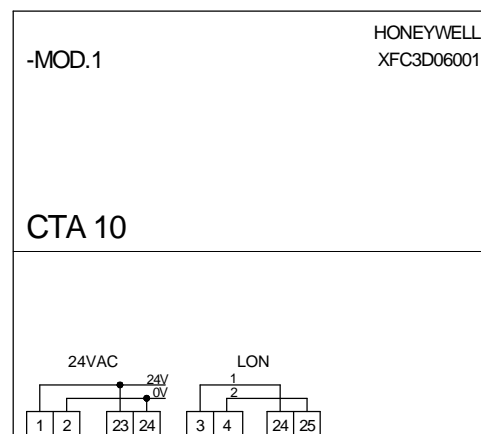 HONEYWELL
-MOD.1 XFC3D06001
CTA 10
24VAC LON
24V 1
0V 2
1 2 23 24 3 4 24 25